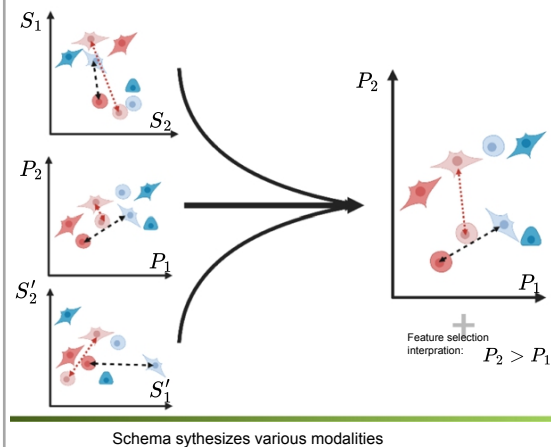 S₁
S₂
P₂
P₁
S′₂
S′₁
P₂
P₁
+
Feature selection
interpration: P₂ > P₁
Schema sythesizes various modalities